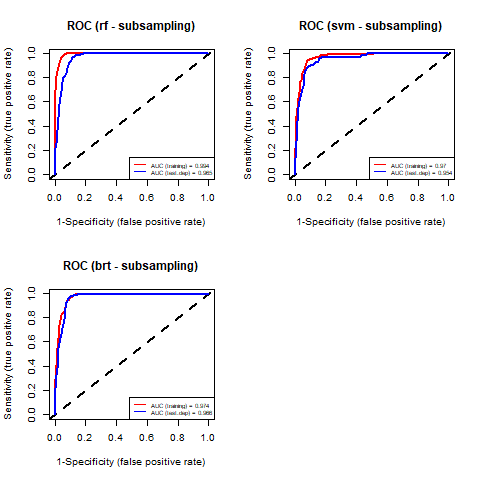 ROC (rf - subsampling)
Sensitivity (true positive rate)
0.0 0.2 0.4 0.6 0.8 1.0
AUC (training) = 0.994
AUC (test.dep) = 0.965
0.0 0.2 0.4 0.6 0.8 1.0
1-Specificity (false positive rate)
ROC (svm - subsampling)
Sensitivity (true positive rate)
0.0 0.2 0.4 0.6 0.8 1.0
AUC (training) = 0.97
AUC (test.dep) = 0.954
0.0 0.2 0.4 0.6 0.8 1.0
1-Specificity (false positive rate)
ROC (brt - subsampling)
Sensitivity (true positive rate)
0.0 0.2 0.4 0.6 0.8 1.0
AUC (training) = 0.974
AUC (test.dep) = 0.966
0.0 0.2 0.4 0.6 0.8 1.0
1-Specificity (false positive rate)